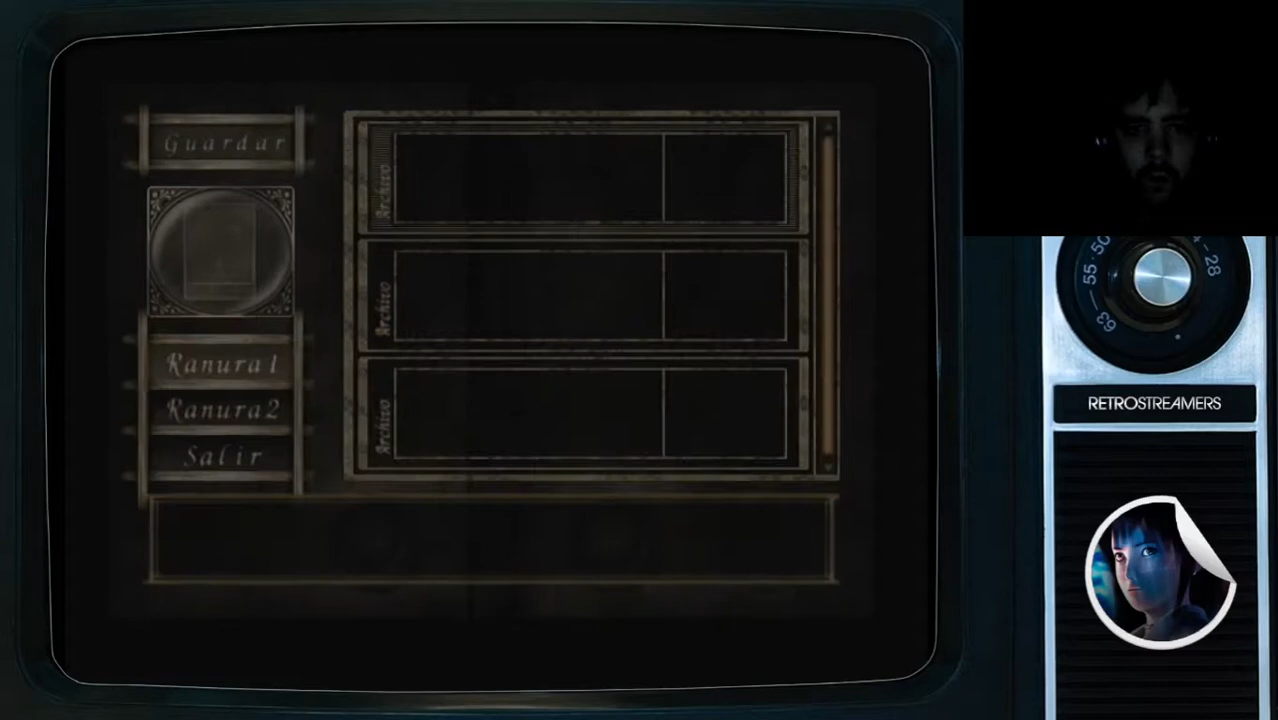 Guardar
Archivo
Archivo
Archivo
Ranura1
Ranura2
Salir
55·50
28
63
RETROSTREAMERS